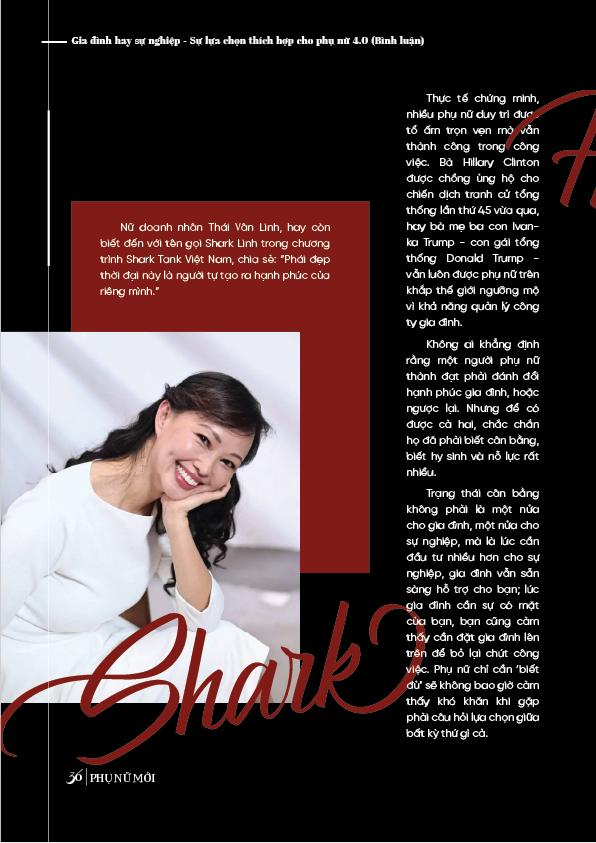 Gia đình hay sự nghiệp - Sự lựa chọn thích hợp cho phụ nữ 4.0 (Bình luận)
Nữ doanh nhân Thái Vân Linh, hay còn
biết đến với tên gọi Shark Linh trong chương
trình Shark Tank Việt Nam, chia sẻ: “Phái đẹp
thời đại này là người tự tạo ra hạnh phúc của
riêng mình.”
Thực tế chứng minh,
nhiều phụ nữ duy trì được
tổ ấm trọn vẹn mà vẫn
thành công trong công
việc. Bà Hillary Clinton
được chồng ủng hộ cho
chiến dịch tranh cử tổng
thống lần thứ 45 vừa qua,
hay bà mẹ ba con Ivan-
ka Trump - con gái tổng
thống Donald Trump -
vẫn luôn được phụ nữ trên
khắp thế giới ngưỡng mộ
vì khả năng quản lý công
ty gia đình.
Không ai khẳng định
rằng một người phụ nữ
thành đạt phải đánh đổi
hạnh phúc gia đình, hoặc
ngược lại. Nhưng để có
được cả hai, chắc chắn
họ đã phải biết cân bằng,
biết hy sinh và nỗ lực rất
nhiều.
Trạng thái cân bằng
không phải là một nửa
cho gia đình, một nửa cho
sự nghiệp, mà là lúc cần
đầu tư nhiều hơn cho sự
nghiệp, gia đình vẫn sẵn
sàng hỗ trợ cho bạn; lúc
gia đình cần sự có mặt
của bạn, bạn cũng cảm
thấy cần đặt gia đình lên
trên để bỏ lại chút công
việc. Phụ nữ chỉ cần ‘biết
đủ’ sẽ không bao giờ cảm
thấy khó khăn khi gặp
phải câu hỏi lựa chọn giữa
bất kỳ thứ gì cả.
Shark
36 PHỤ NỮ MỚI